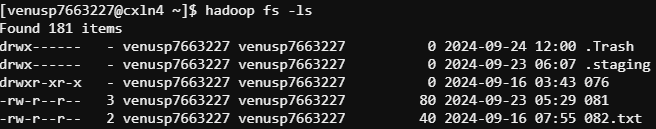 [venusp7663227@cxln4 ~]$ hadoop fs -ls
Found 181 items
drwx------   - venusp7663227 venusp7663227          0 2024-09-24 12:00 .Trash
drwx------   - venusp7663227 venusp7663227          0 2024-09-23 06:07 .staging
drwxr-xr-x   - venusp7663227 venusp7663227          0 2024-09-16 03:43 076
-rw-r--r--   3 venusp7663227 venusp7663227         80 2024-09-23 05:29 081
-rw-r--r--   2 venusp7663227 venusp7663227         40 2024-09-16 07:55 082.txt